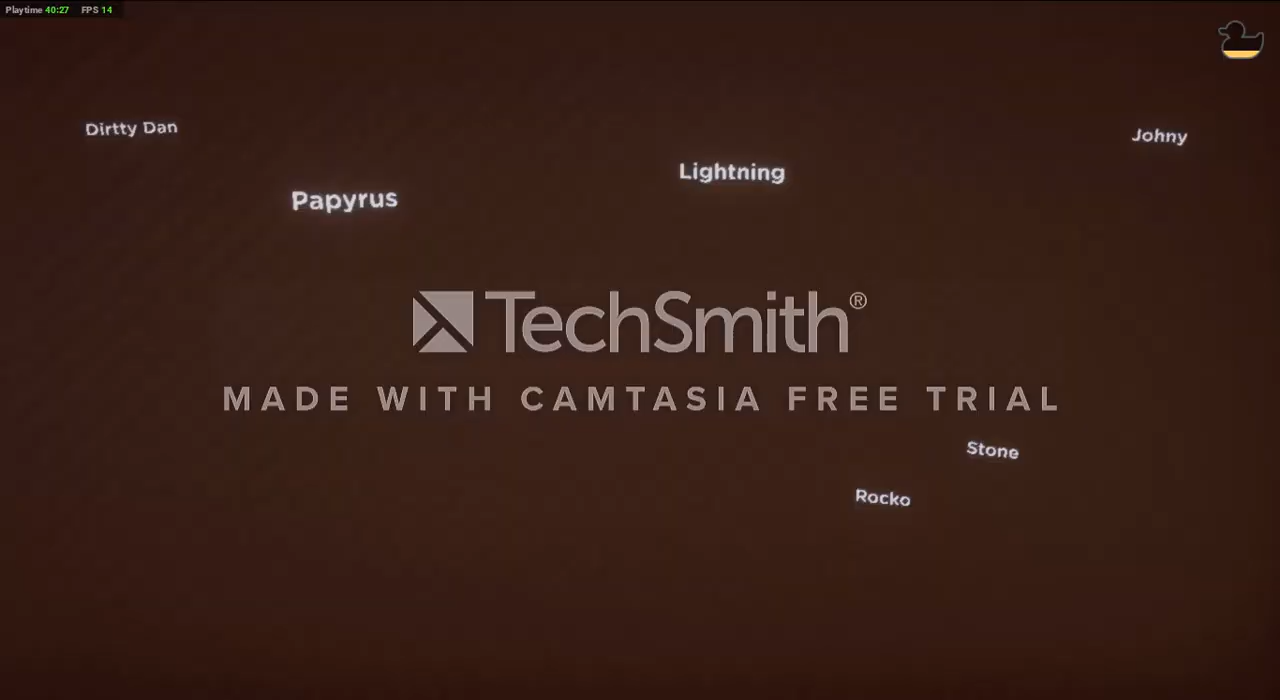 Playtime 40:27 FPS 14
Dirtty Dan
Johny
Lightning
Papyrus
TechSmith®
MADE WITH CAMTASIA FREE TRIAL
Stone
Rocko